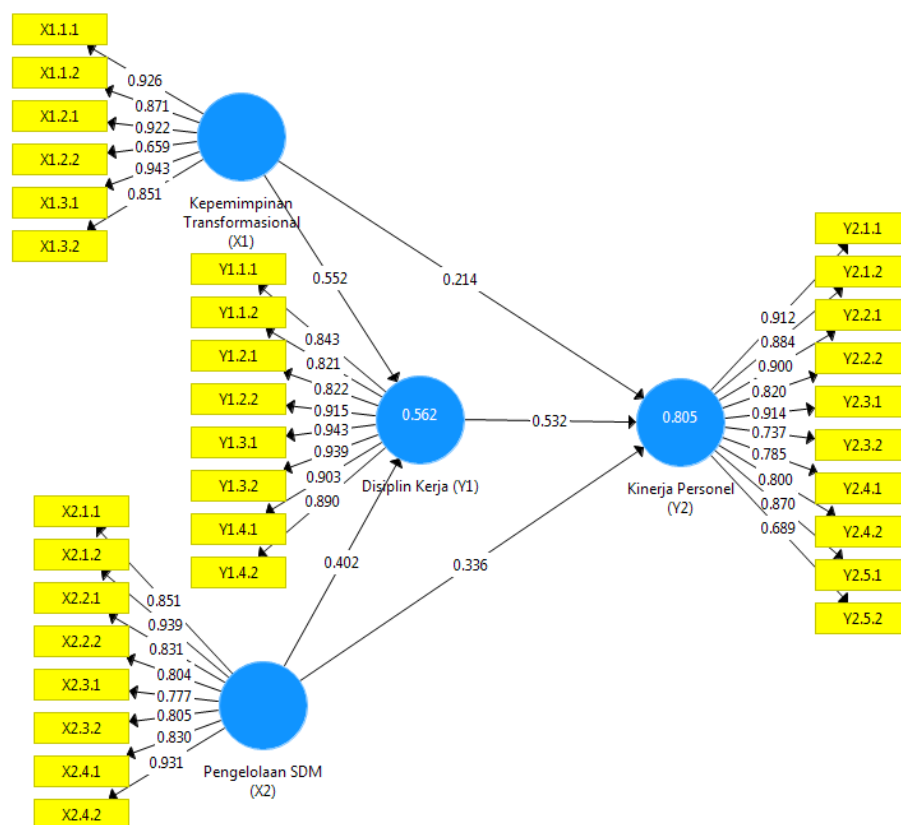 X1.1.1
X1.1.2
X1.2.1
X1.2.2
X1.3.1
X1.3.2
0.926
0.871
0.922
0.659
0.943
0.851
Kepemimpinan
Transformasional
(X1)
0.552
0.214
Y1.1.1
Y1.1.2
Y1.2.1
Y1.2.2
Y1.3.1
Y1.3.2
Y1.4.1
Y1.4.2
0.843
0.821
0.822
0.915
0.943
0.939
0.903
0.890
0.562
Disiplin Kerja (Y1)
0.532
0.805
Kinerja Personel
(Y2)
0.912
0.884
0.900
0.820
0.914
0.737
0.785
0.800
0.870
0.689
Y2.1.1
Y2.1.2
Y2.2.1
Y2.2.2
Y2.3.1
Y2.3.2
Y2.4.1
Y2.4.2
Y2.5.1
Y2.5.2
0.402
0.336
X2.1.1
X2.1.2
X2.2.1
X2.2.2
X2.3.1
X2.3.2
X2.4.1
X2.4.2
0.851
0.939
0.831
0.804
0.777
0.805
0.830
0.931
Pengelolaan SDM
(X2)